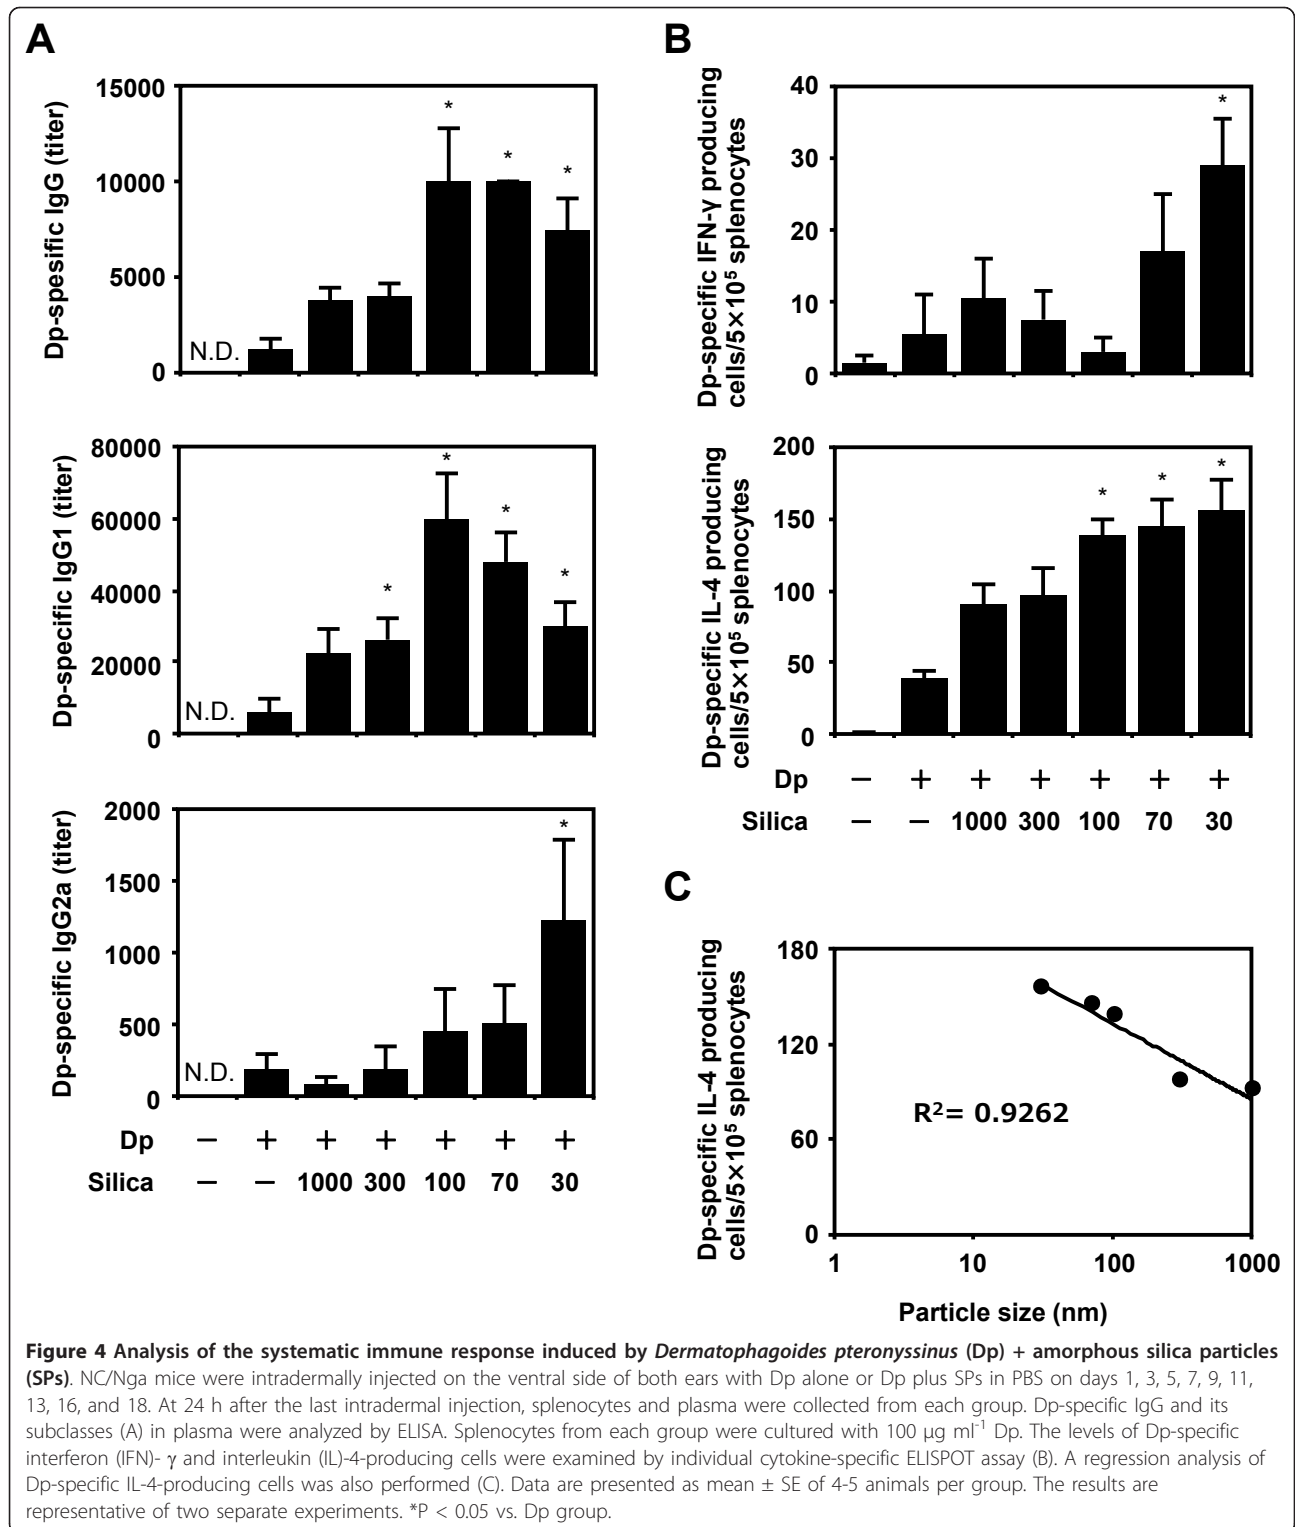 A
Dp-spesific IgG (titer)
15000
10000
5000
0
N.D.
*
*
*
Dp-specific IgG1 (titer)
80000
60000
40000
20000
0
N.D.
*
*
*
*
Dp-specific IgG2a (titer)
2000
1500
1000
500
0
N.D.
*
Dp − + + + + + +
Silica − − 1000 300 100 70 30
B
Dp-specific IFN-γ producing
cells/5×10⁵ splenocytes
40
30
20
10
0
*
Dp-specific IL-4 producing
cells/5×10⁵ splenocytes
200
150
100
50
0
*
*
*
Dp − + + + + + +
Silica − − 1000 300 100 70 30
C
Dp-specific IL-4 producing
cells/5×10⁵ splenocytes
180
120
60
0
R²= 0.9262
1 10 100 1000
Particle size (nm)
Figure 4 Analysis of the systematic immune response induced by Dermatophagoides pteronyssinus (Dp) + amorphous silica particles
(SPs). NC/Nga mice were intradermally injected on the ventral side of both ears with Dp alone or Dp plus SPs in PBS on days 1, 3, 5, 7, 9, 11,
13, 16, and 18. At 24 h after the last intradermal injection, splenocytes and plasma were collected from each group. Dp-specific IgG and its
subclasses (A) in plasma were analyzed by ELISA. Splenocytes from each group were cultured with 100 μg ml⁻¹ Dp. The levels of Dp-specific
interferon (IFN)- γ and interleukin (IL)-4-producing cells were examined by individual cytokine-specific ELISPOT assay (B). A regression analysis of
Dp-specific IL-4-producing cells was also performed (C). Data are presented as mean ± SE of 4-5 animals per group. The results are
representative of two separate experiments. *P < 0.05 vs. Dp group.